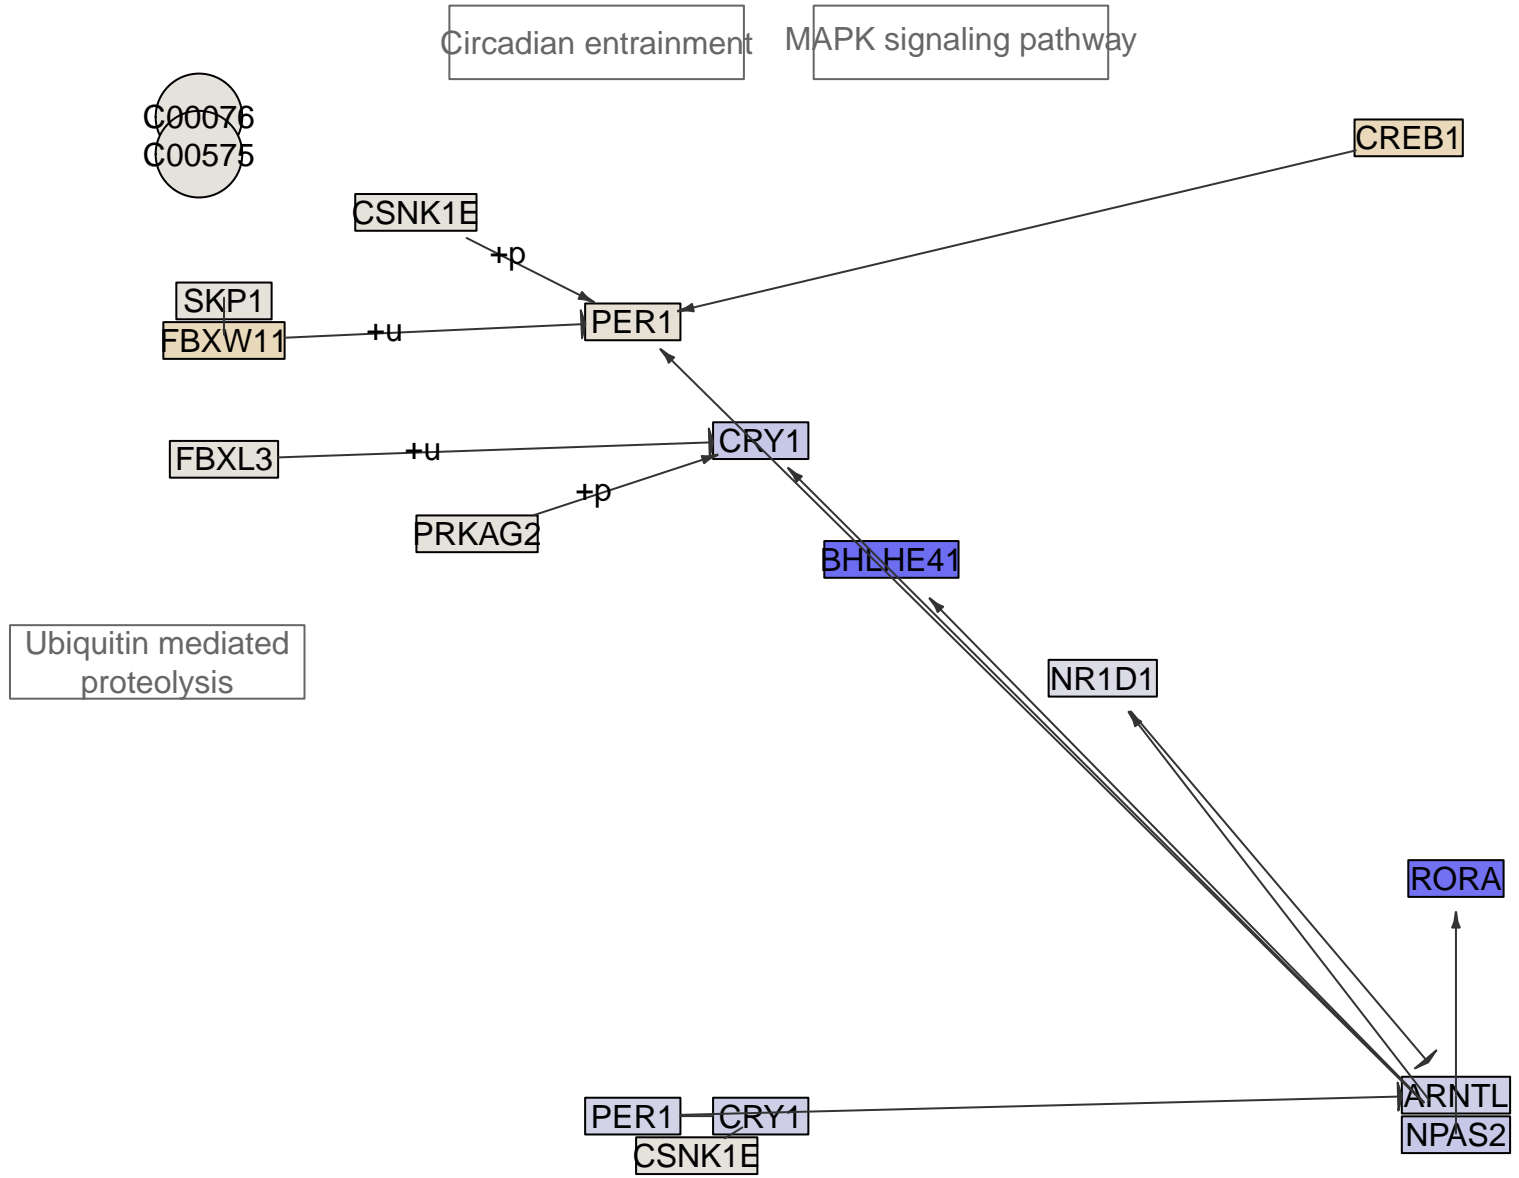 Circadian entrainment
MAPK signaling pathway
C00076
C00575
CREB1
CSNK1E
+p
SKP1
FBXW11
+u
PER1
FBXL3
+u
CRY1
+p
PRKAG2
BHLHE41
Ubiquitin mediated
proteolysis
NR1D1
RORA
ARNTL
NPAS2
PER1
CRY1
CSNK1E